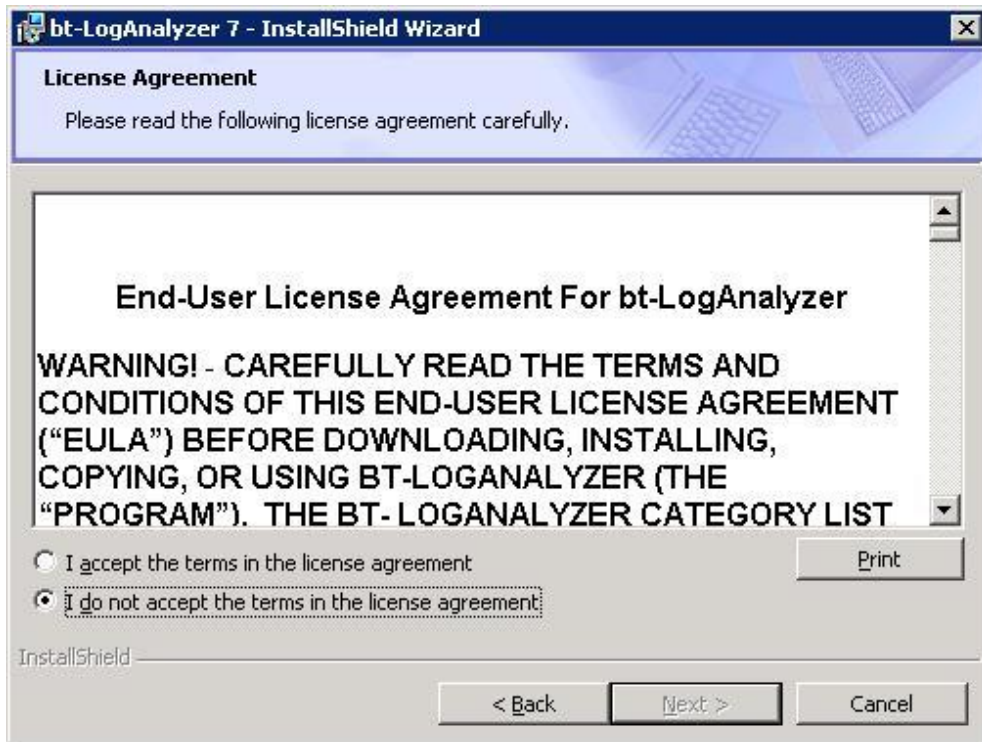 bt-LogAnalyzer 7 - InstallShield Wizard
License Agreement
Please read the following license agreement carefully.
End-User License Agreement For bt-LogAnalyzer
WARNING! - CAREFULLY READ THE TERMS AND
CONDITIONS OF THIS END-USER LICENSE AGREEMENT
(“EULA”) BEFORE DOWNLOADING, INSTALLING,
COPYING, OR USING BT-LOGANALYZER (THE
“PROGRAM”).  THE BT- LOGANALYZER CATEGORY LIST
I accept the terms in the license agreement
Print
I do not accept the terms in the license agreement
InstallShield
< Back
Next >
Cancel